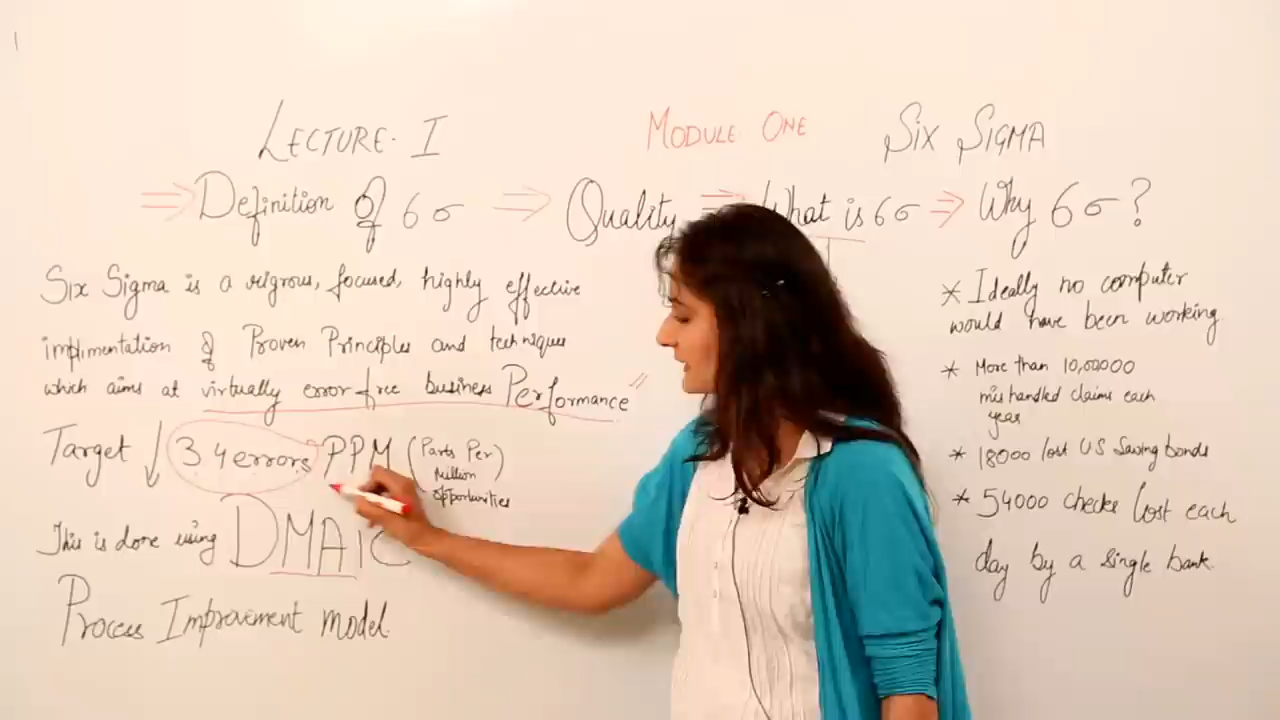 LECTURE-I
MODULE ONE
SIX SIGMA
⇒ Definition Of 6σ ⇒ Quality ⇒ What is 6σ ⇒ Why 6σ?
Six Sigma is a rigrous, focused, highly effective
implimentation of Proven Principles and techniques
which aims at virtually error free business Performance
Target ↓ 3 4 errors PPM (Parts Per
Million
opportunities)
This is done using DMAIC
Process Improvement model.
* Ideally no computer
would have been working.
* More than 10,00000
mishandled claims each
year
* 18000 lost US Saving bonds
* 54000 checks lost each
day by a single bank.